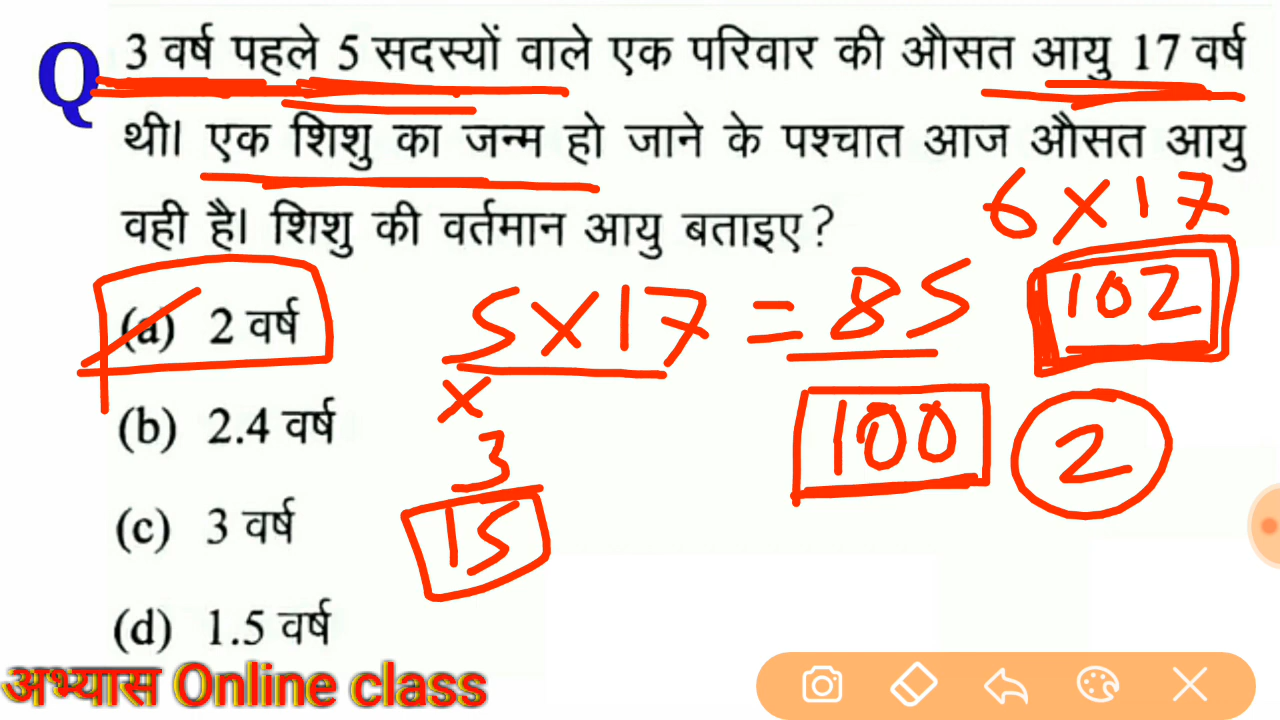 Q 3 वर्ष पहले 5 सदस्यों वाले एक परिवार की औसत आयु 17 वर्ष
थी। एक शिशु का जन्म हो जाने के पश्चात आज औसत आयु
वही है। शिशु की वर्तमान आयु बताइए?
6 × 17
102
(a) 2 वर्ष
5 × 17 = 85
(b) 2.4 वर्ष
×
3
15
100
2
(c) 3 वर्ष
(d) 1.5 वर्ष
अभ्यास Online class